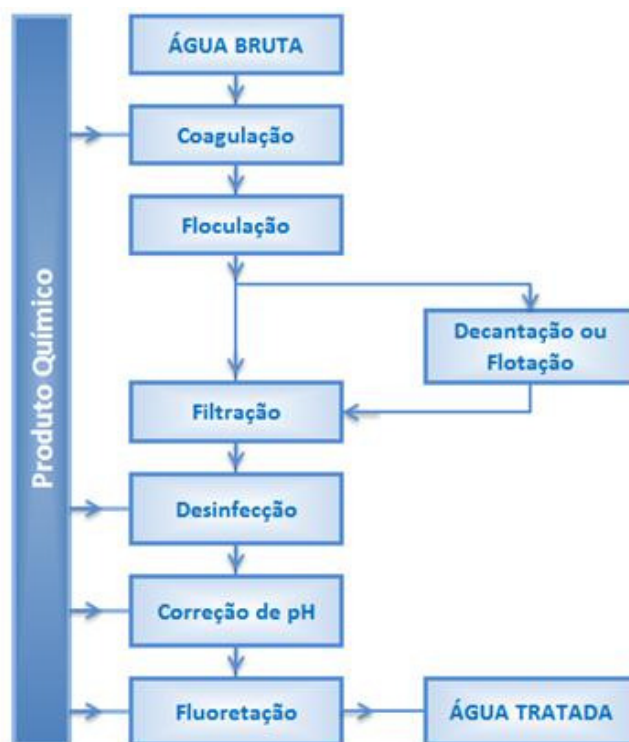 ÁGUA BRUTA
Coagulação
Floculação
Decantação ou
Flotação
Filtração
Desinfecção
Correção de pH
Fluoretação
ÁGUA TRATADA
Produto Químico